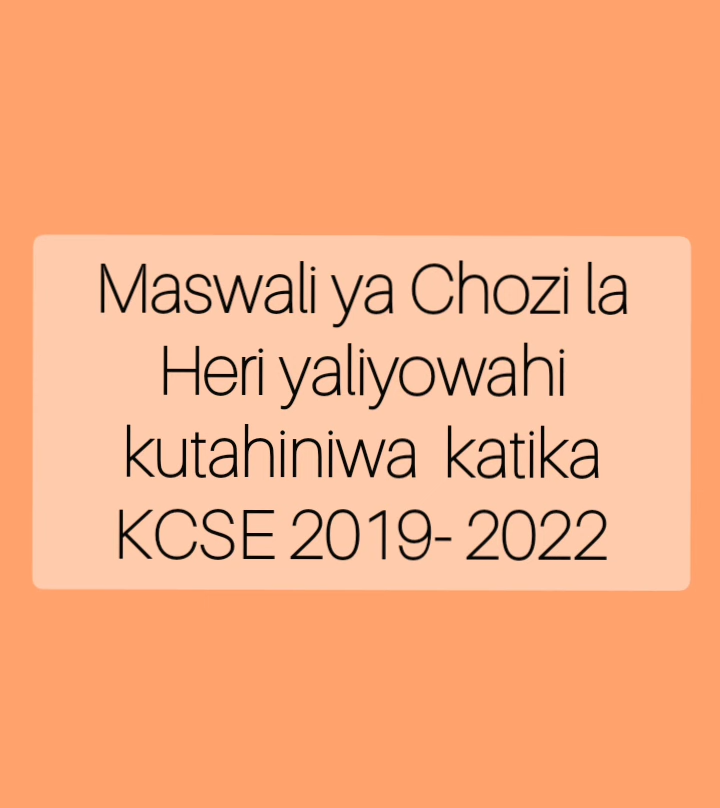 Maswali ya Chozi la
Heri yaliyowahi
kutahiniwa katika
KCSE 2019- 2022